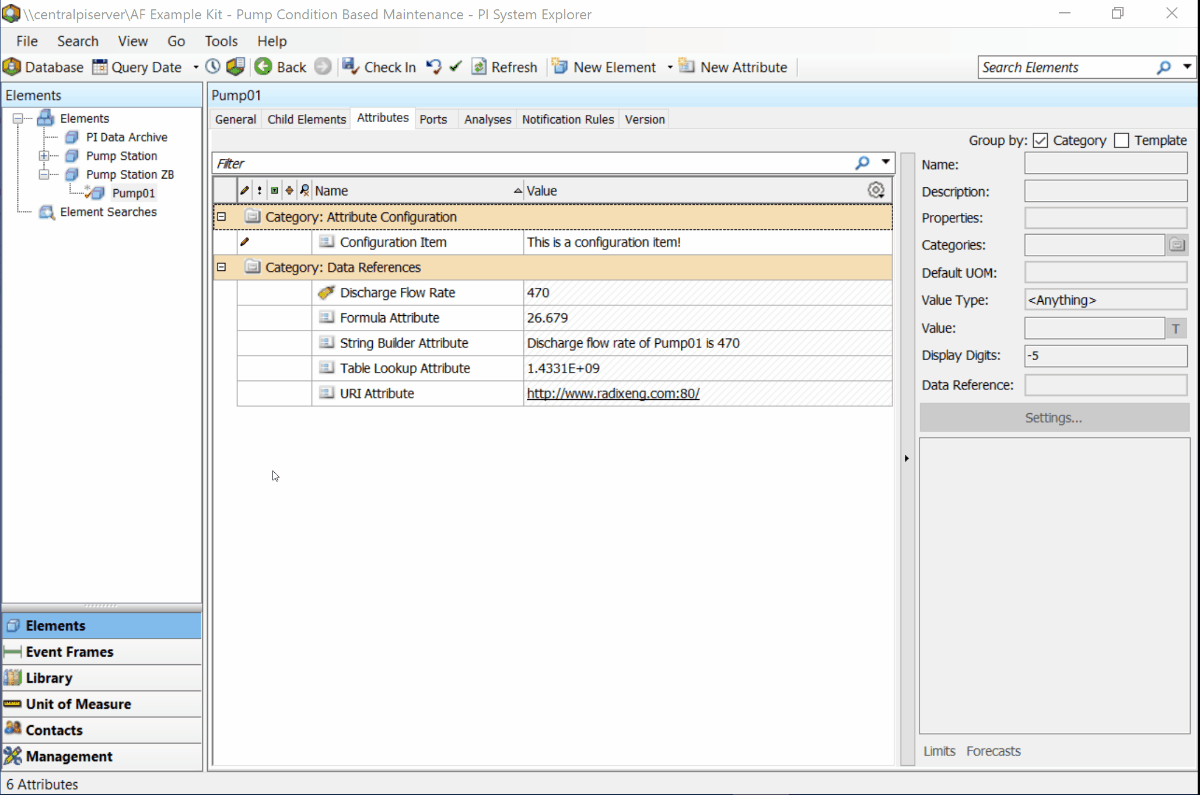 \\centralpiserver\AF Example Kit - Pump Condition Based Maintenance - PI System Explorer
File Search View Go Tools Help
Database Query Date Back Check In Refresh New Element New Attribute Search Elements
Elements
Elements
PI Data Archive
Pump Station
Pump Station ZB
Pump01
Element Searches
Elements
Event Frames
Library
Unit of Measure
Contacts
Management
Pump01
General Child Elements Attributes Ports Analyses Notification Rules Version
Group by: Category Template
Filter
Name Value
Category: Attribute Configuration
Configuration Item This is a configuration item!
Category: Data References
Discharge Flow Rate 470
Formula Attribute 26.679
String Builder Attribute Discharge flow rate of Pump01 is 470
Table Lookup Attribute 1.4331E+09
URI Attribute http://www.radixeng.com:80/
Name:
Description:
Properties:
Categories:
Default UOM:
Value Type: <Anything>
Value: T
Display Digits: -5
Data Reference:
Settings...
Limits Forecasts
6 Attributes